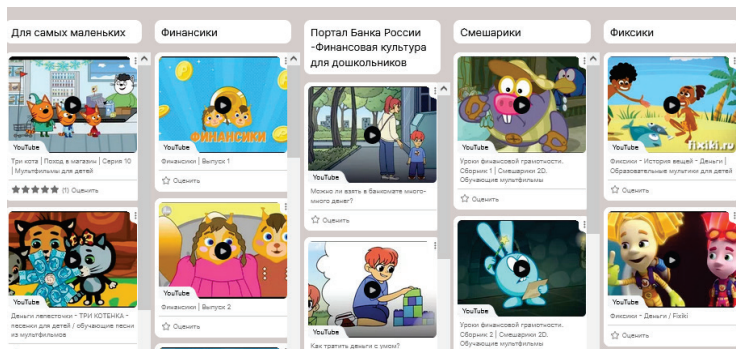 Для самых маленьких
YouTube
Три кота | Поход в магазин | Серия 10
| Мультфильмы для детей
(1) Оценить
YouTube
Деньги лепесточки - ТРИ КОТЕНКА -
песенки для детей / обучающие песни
из мультфильмов
Финансики
ФИНАНСИКИ
YouTube
Финансики | Выпуск 1
Оценить
YouTube
Финансики | Выпуск 2
Оценить
Портал Банка России
-Финансовая культура
для дошкольников
YouTube
Можно ли взять в банкомате много-
много денег?
Оценить
YouTube
Как тратить деньги с умом?
Смешарики
YouTube
Уроки финансовой грамотности.
Сборник 1 | Смешарики 2D.
Обучающие мультфильмы
Оценить
YouTube
Уроки финансовой грамотности.
Сборник 2 | Смешарики 2D.
Обучающие мультфильмы
Фиксики
fixiki.ru
YouTube
Фиксики - История вещей - Деньги |
Образовательные мультики для детей
Оценить
YouTube
Фиксики - Деньги / Fixiki
Оценить